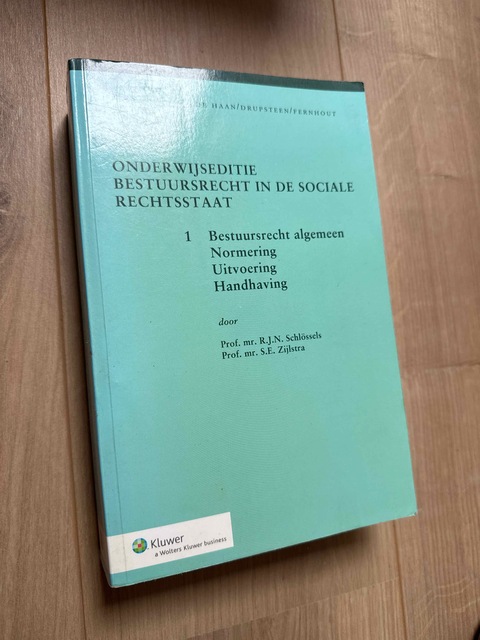 DE HAAN/DRUPSTEEN/FERNHOUT
ONDERWIJSEDITIE
BESTUURSRECHT IN DE SOCIALE
RECHTSSTAAT
1 Bestuursrecht algemeen
Normering
Uitvoering
Handhaving
door
Prof. mr. R.J.N. Schlössels
Prof. mr. S.E. Zijlstra
Kluwer
a Wolters Kluwer business